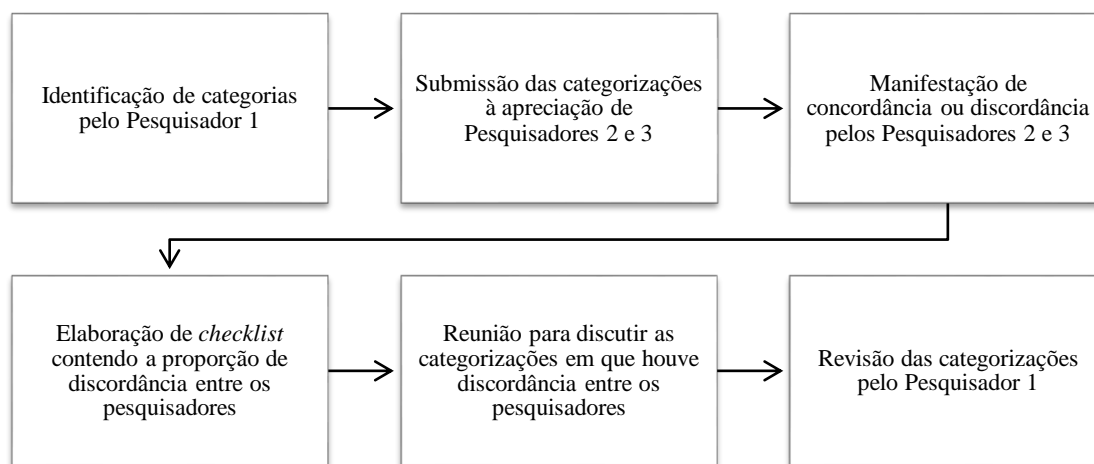 Identificação de categorias
pelo Pesquisador 1
Submissão das categorizações
à apreciação de
Pesquisadores 2 e 3
Manifestação de
concordância ou discordância
pelos Pesquisadores 2 e 3
Elaboração de checklist
contendo a proporção de
discordância entre os
pesquisadores
Reunião para discutir as
categorizações em que houve
discordância entre os
pesquisadores
Revisão das categorizações
pelo Pesquisador 1